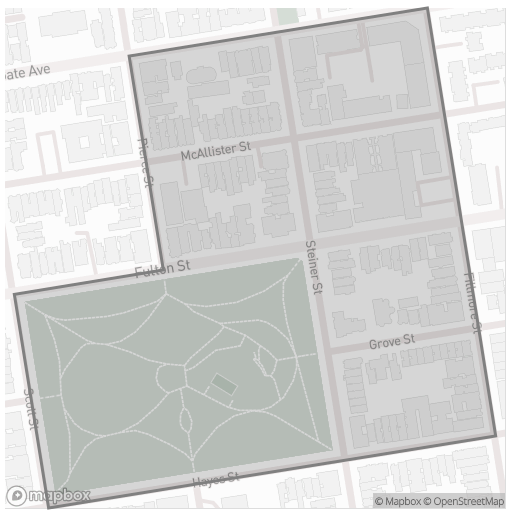 Gate Ave
McAllister St
Pierce St
Fulton St
Steiner St
Fillmore St
Grove St
Scott St
Hayes St
mapbox
© Mapbox © OpenStreetMap